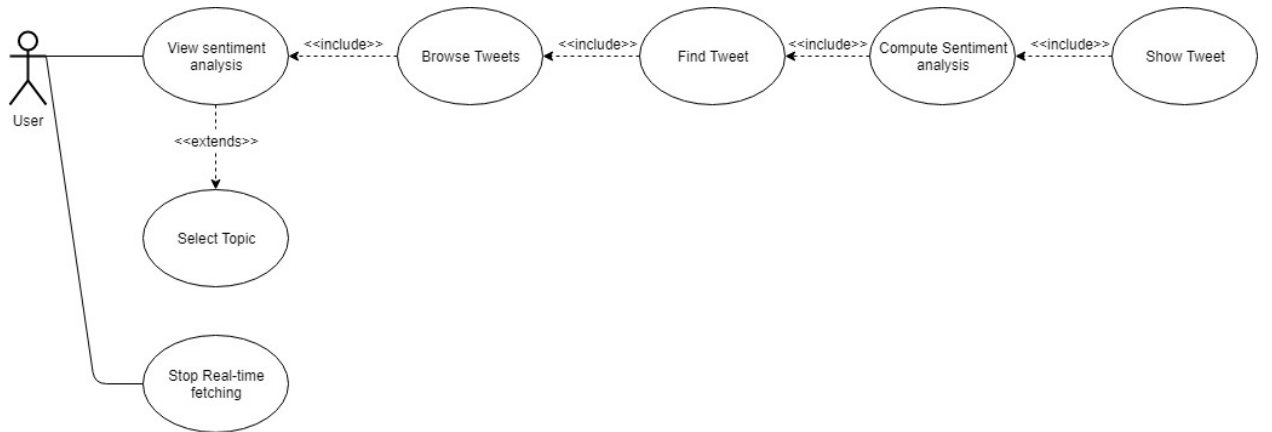 View sentiment
analysis
<<include>>
Browse Tweets
<<include>>
Find Tweet
<<include>>
Compute Sentiment
analysis
<<include>>
Show Tweet
User
<<extends>>
Select Topic
Stop Real-time
fetching